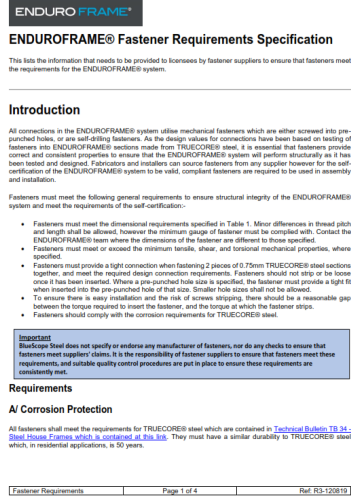 ENDUROFRAME®
ENDUROFRAME® Fastener Requirements Specification
This lists the information that needs to be provided to licensees by fastener suppliers to ensure that fasteners meet
the requirements for the ENDUROFRAME® system.
Introduction
All connections in the ENDUROFRAME® system utilise mechanical fasteners which are either screwed into pre-
punched holes, or are self-drilling fasteners. As the design values for connections have been based on testing of
fasteners into ENDUROFRAME® sections made from TRUECORE® steel, it is essential that fasteners provide
correct and consistent properties to ensure that the ENDUROFRAME® system will perform structurally as it has
been tested and designed. Fabricators and installers can source fasteners from any supplier however for the self-
certification of the ENDUROFRAME® system to be valid, compliant fasteners are required to be used in assembly
and installation.
Fasteners must meet the following general requirements to ensure structural integrity of the ENDUROFRAME®
system and meet the requirements of the self-certification:-
• Fasteners must meet the dimensional requirements specified in Table 1. Minor differences in thread pitch
and length shall be allowed, however the minimum gauge of fastener must be complied with. Contact the
ENDUROFRAME® team where the dimensions of the fastener are different to those specified.
• Fasteners must meet or exceed the minimum tensile, shear, and torsional mechanical properties, where
specified.
• Fasteners must provide a tight connection when fastening 2 pieces of 0.75mm TRUECORE® steel sections
together, and meet the required design connection requirements. Fasteners should not strip or be loose
once it has been inserted. Where a pre-punched hole size is specified, the fastener must provide a tight fit
when inserted into the pre-punched hole of that size. Smaller hole sizes shall not be allowed.
• To ensure there is easy installation and the risk of screws stripping, there should be a reasonable gap
between the torque required to insert the fastener, and the torque at which the fastener strips.
• Fasteners should comply with the corrosion requirements for TRUECORE® steel.
Important
BlueScope Steel does not specify or endorse any manufacturer of fasteners, nor do any checks to ensure that
fasteners meet suppliers' claims. It is the responsibility of fastener suppliers to ensure that fasteners meet these
requirements, and suitable quality control procedures are put in place to ensure these requirements are
consistently met.
Requirements
A/ Corrosion Protection
All fasteners shall meet the requirements for TRUECORE® steel which are contained in Technical Bulletin TB 34 -
Steel House Frames which is contained at this link. They must have a similar durability to TRUECORE® steel
which, in residential applications, is 50 years.
Fastener Requirements Page 1 of 4 Ref: R3-120819